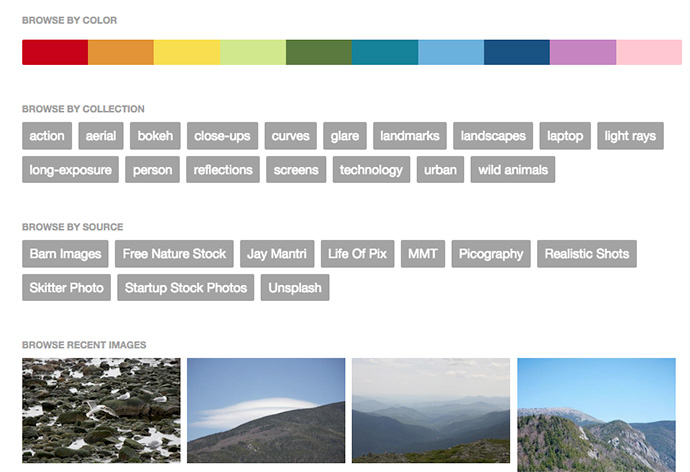 BROWSE BY COLOR
BROWSE BY COLLECTION
action aerial bokeh close-ups curves glare landmarks landscapes laptop light rays
long-exposure person reflections screens technology urban wild animals
BROWSE BY SOURCE
Barn Images Free Nature Stock Jay Mantri Life Of Pix MMT Picography Realistic Shots
Skitter Photo Startup Stock Photos Unsplash
BROWSE RECENT IMAGES